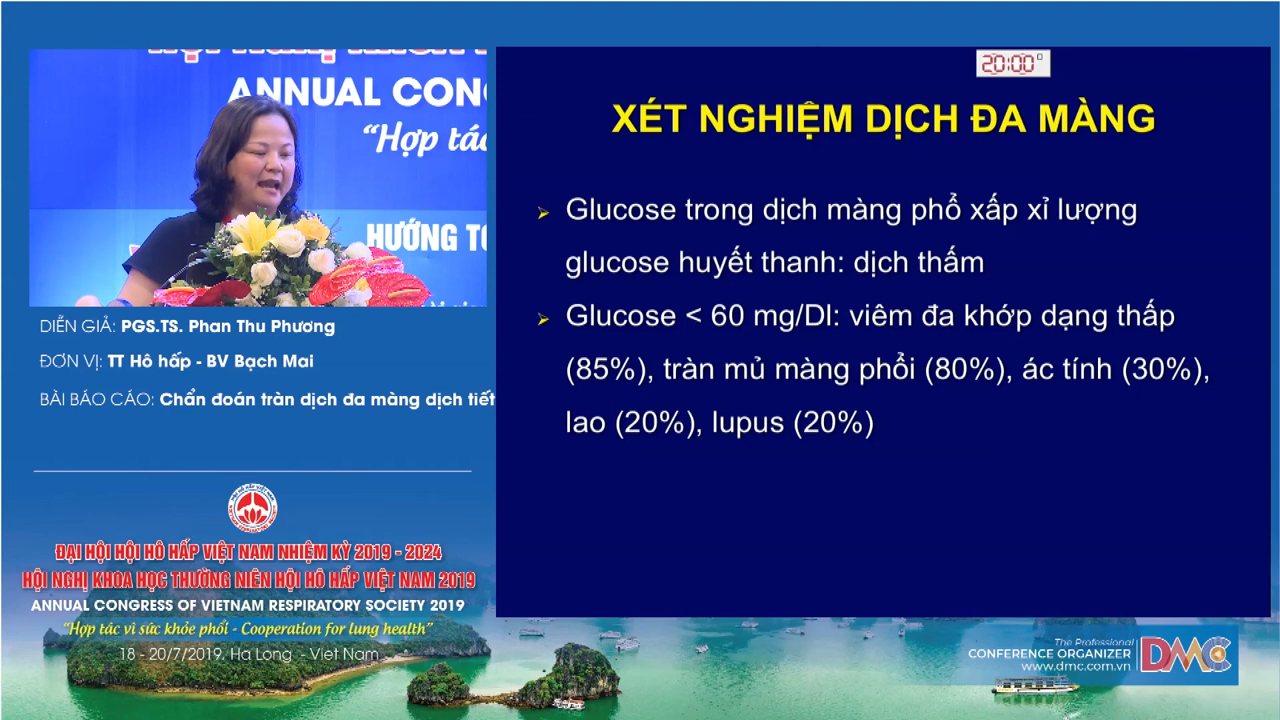 ANNUAL CON
“Hợp tác
HƯỚNG T
DIỄN GIẢ: PGS.TS. Phan Thu Phương
ĐƠN VỊ: TT Hô hấp - BV Bạch Mai
BÀI BÁO CÁO: Chẩn đoán tràn dịch đa màng dịch tiết
ĐẠI HỘI HỘI HÔ HẤP VIỆT NAM NHIỆM KỲ 2019 - 2024
HỘI NGHỊ KHOA HỌC THƯỜNG NIÊN HỘI HÔ HẤP VIỆT NAM 2019
ANNUAL CONGRESS OF VIETNAM RESPIRATORY SOCIETY 2019
“Hợp tác vì sức khỏe phổi - Cooperation for lung health”
18 - 20/7/2019. Ha Long - Viet Nam
20:00
XÉT NGHIỆM DỊCH ĐA MÀNG
Glucose trong dịch màng phổ xấp xỉ lượng
glucose huyết thanh: dịch thấm
Glucose < 60 mg/Dl: viêm đa khớp dạng thấp
(85%), tràn mủ màng phổi (80%), ác tính (30%),
lao (20%), lupus (20%)
The Professional
CONFERENCE ORGANIZER
www.dmc.com.vn
DMC